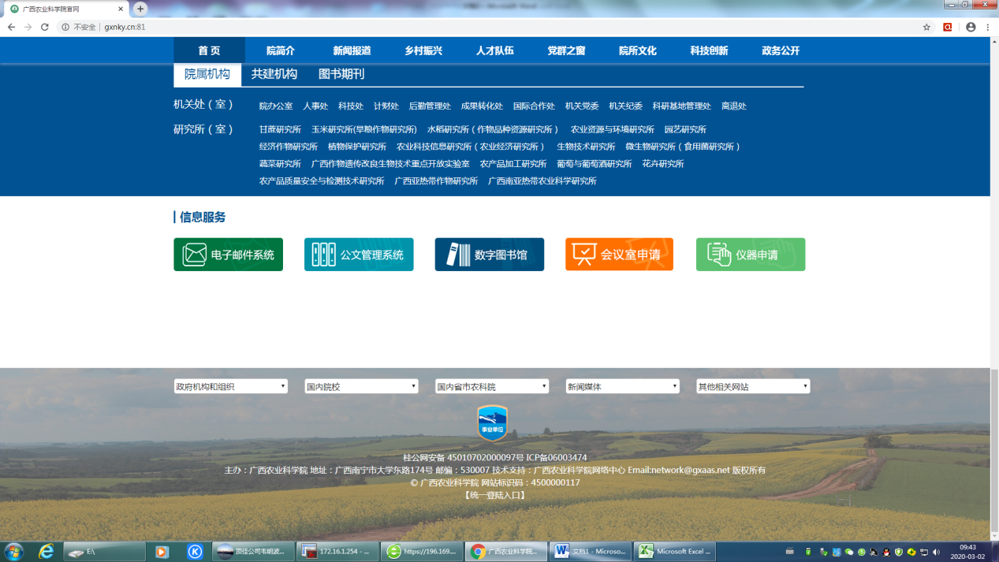 广西农业科学院官网
不安全 gxnky.cn:81
首 页 院简介 新闻报道 乡村振兴 人才队伍 党群之窗 院所文化 科技创新 政务公开
院属机构 共建机构 图书期刊
机关处（室） 院办公室 人事处 科技处 计财处 后勤管理处 成果转化处 国际合作处 机关党委 机关纪委 科研基地管理处 离退处
研究所（室） 甘蔗研究所 玉米研究所(旱粮作物研究所) 水稻研究所（作物品种资源研究所） 农业资源与环境研究所 园艺研究所
经济作物研究所 植物保护研究所 农业科技信息研究所（农业经济研究所） 生物技术研究所 微生物研究所（食用菌研究所）
蔬菜研究所 广西作物遗传改良生物技术重点开放实验室 农产品加工研究所 葡萄与葡萄酒研究所 花卉研究所
农产品质量安全与检测技术研究所 广西亚热带作物研究所 广西南亚热带农业科学研究所
信息服务
电子邮件系统 公文管理系统 数字图书馆 会议室申请 仪器申请
政府机构和组织 国内院校 国内省市农科院 新闻媒体 其他相关网站
事业单位
桂公网安备 45010702000097号 ICP备06003474
主办：广西农业科学院 地址：广西南宁市大学东路174号 邮编：530007 技术支持：广西农业科学院网络中心 Email:network@gxaas.net 版权所有
© 广西农业科学院 网站标识码：4500000117
【统一登陆入口】
E:\ 顶佳公司韦明波... 172.16.1.254 - ... https://196.169.... 广西农业科学院... 文档1 - Microso... Microsoft Excel ...
09:43
2020-03-02